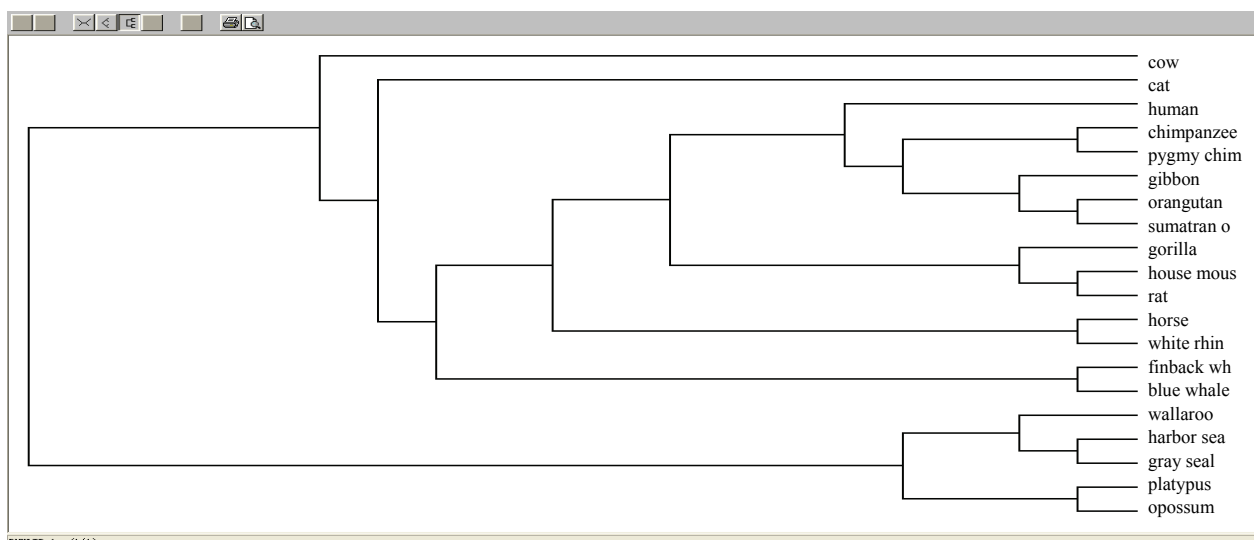 cow
cat
human
chimpanzee
pygmy chim
gibbon
orangutan
sumatran o
gorilla
house mous
rat
horse
white rhin
finback wh
blue whale
wallaroo
harbor sea
gray seal
platypus
opossum